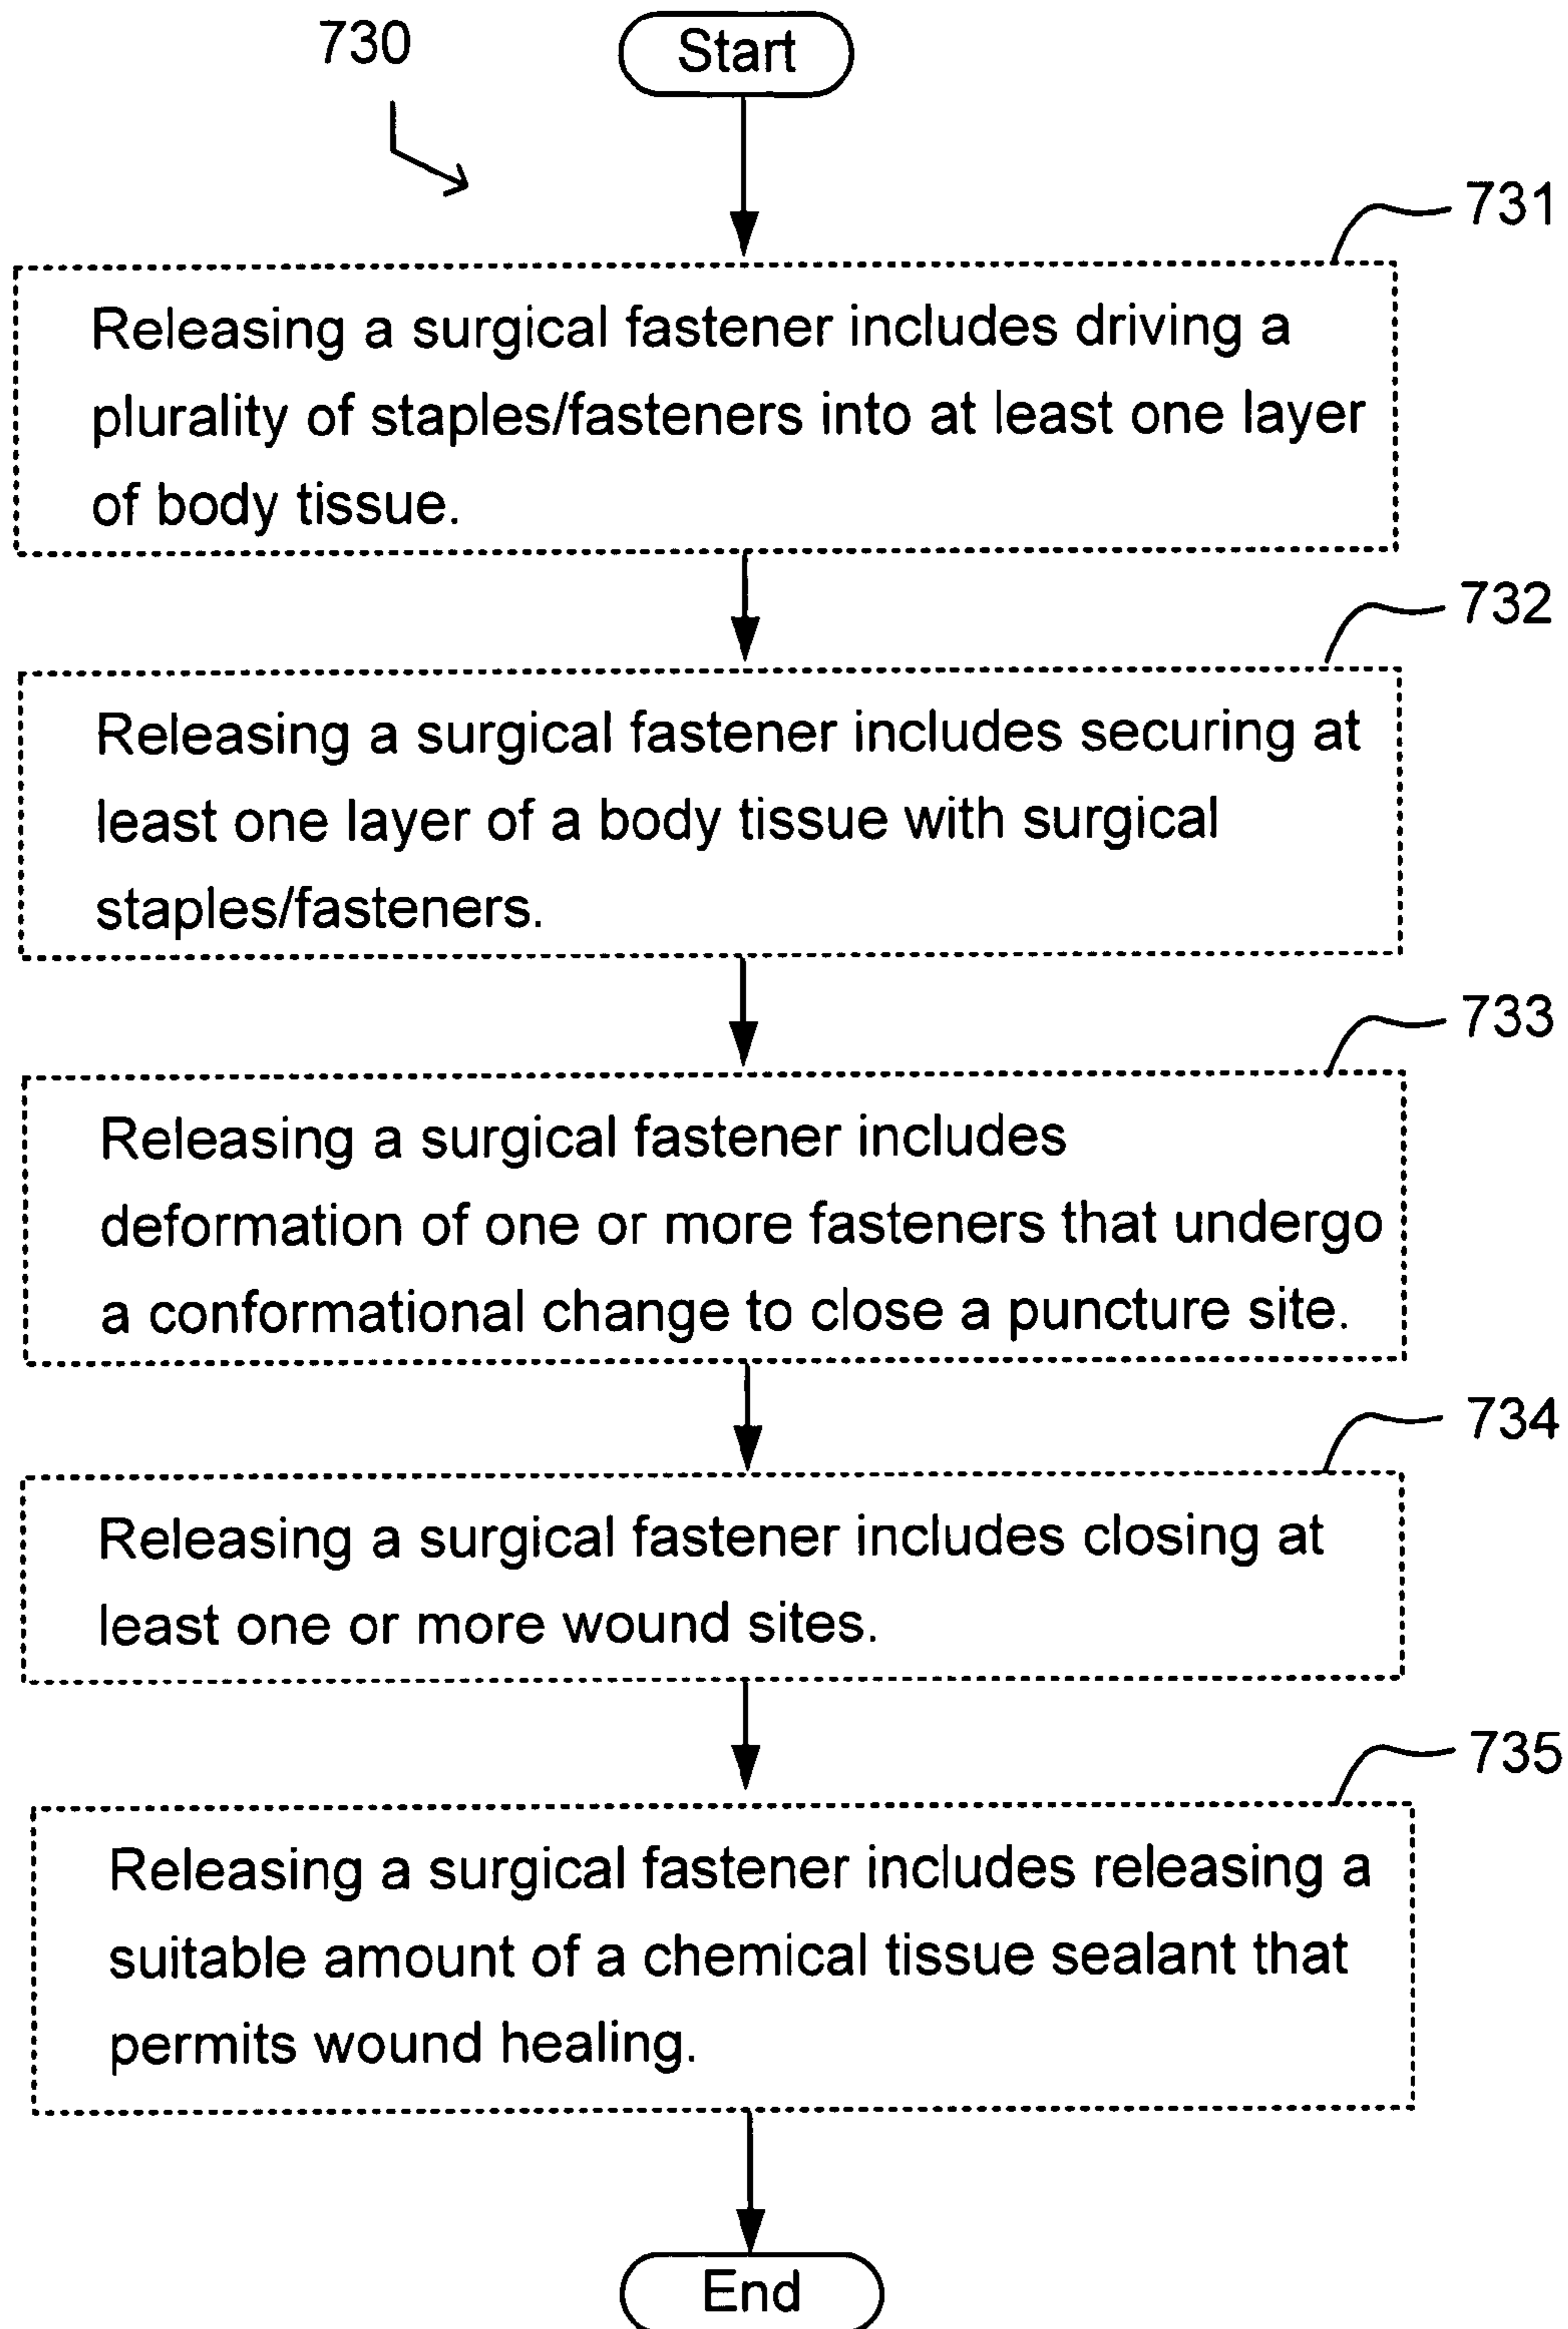 730
Start
731
Releasing a surgical fastener includes driving a
plurality of staples/fasteners into at least one layer
of body tissue.
732
Releasing a surgical fastener includes securing at
least one layer of a body tissue with surgical
staples/fasteners.
733
Releasing a surgical fastener includes
deformation of one or more fasteners that undergo
a conformational change to close a puncture site.
734
Releasing a surgical fastener includes closing at
least one or more wound sites.
735
Releasing a surgical fastener includes releasing a
suitable amount of a chemical tissue sealant that
permits wound healing.
End